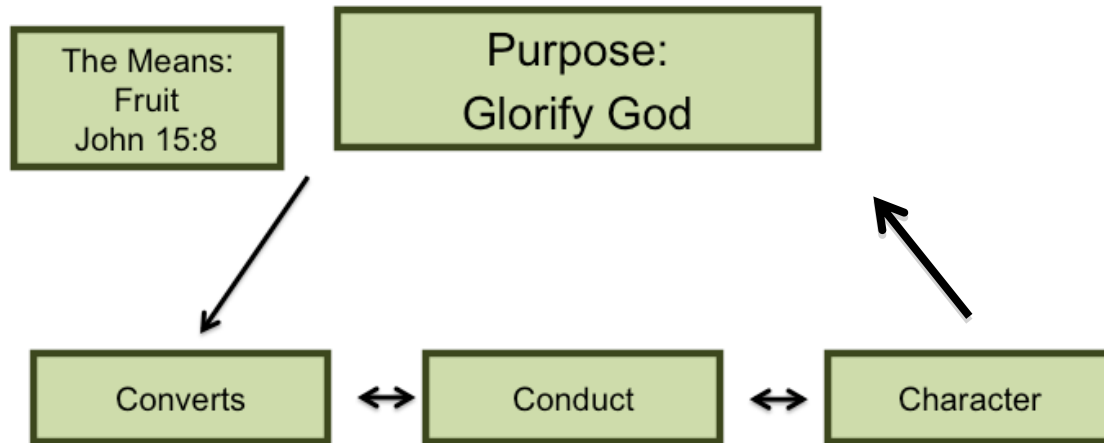 The Means:
Fruit
John 15:8
Purpose:
Glorify God
Converts
Conduct
Character